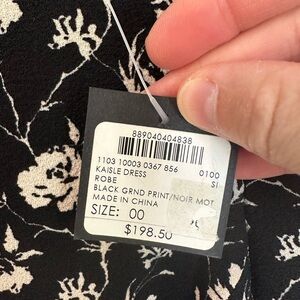 889040404838
1103 10003 0367 856 0100
KAISLE DRESS SI
ROBE
BLACK GRND PRINT/NOIR MOT
MADE IN CHINA
SIZE: 00
$198.50